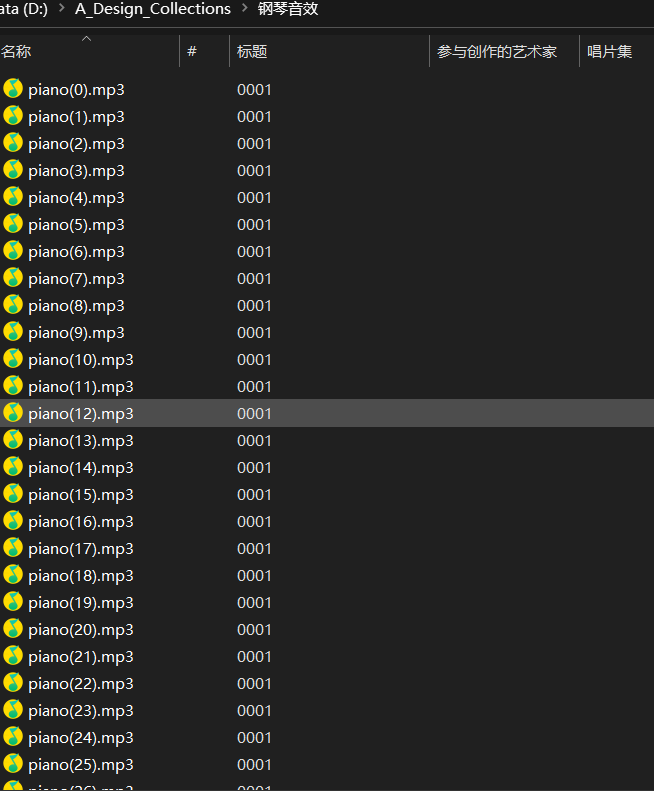 ata (D:) > A_Design_Collections > 钢琴音效
名称 # 标题 参与创作的艺术家 唱片集
piano(0).mp3 0001
piano(1).mp3 0001
piano(2).mp3 0001
piano(3).mp3 0001
piano(4).mp3 0001
piano(5).mp3 0001
piano(6).mp3 0001
piano(7).mp3 0001
piano(8).mp3 0001
piano(9).mp3 0001
piano(10).mp3 0001
piano(11).mp3 0001
piano(12).mp3 0001
piano(13).mp3 0001
piano(14).mp3 0001
piano(15).mp3 0001
piano(16).mp3 0001
piano(17).mp3 0001
piano(18).mp3 0001
piano(19).mp3 0001
piano(20).mp3 0001
piano(21).mp3 0001
piano(22).mp3 0001
piano(23).mp3 0001
piano(24).mp3 0001
piano(25).mp3 0001